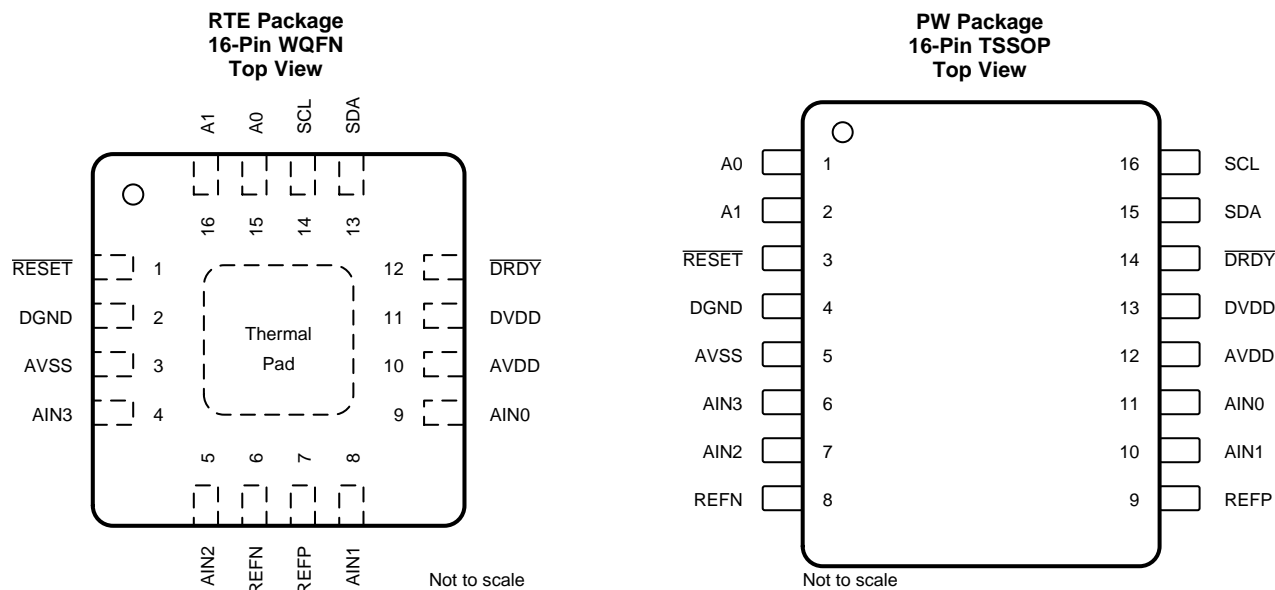 RTE Package
16-Pin WQFN
Top View
A1
A0
SCL
SDA
16
15
14
13
RESET
1
12
DRDY
DGND
2
11
DVDD
AVSS
3
10
AVDD
AIN3
4
9
AIN0
Thermal
Pad
5
6
7
8
AIN2
REFN
REFP
AIN1
Not to scale
PW Package
16-Pin TSSOP
Top View
A0
1
16
SCL
A1
2
15
SDA
RESET
3
14
DRDY
DGND
4
13
DVDD
AVSS
5
12
AVDD
AIN3
6
11
AIN0
AIN2
7
10
AIN1
REFN
8
9
REFP
Not to scale